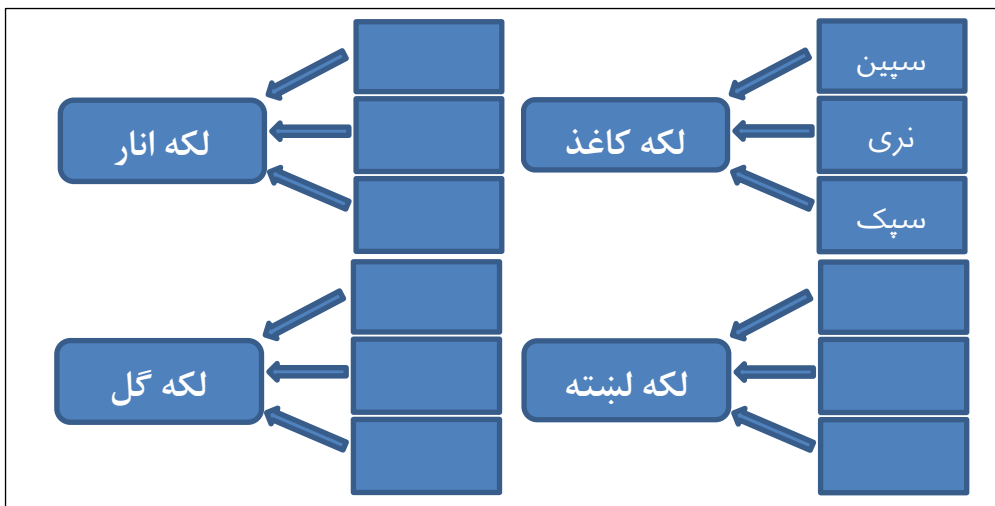 سپین
نری
سپک
لکه کاغذ
لکه انار
لکه لښته
لکه گل